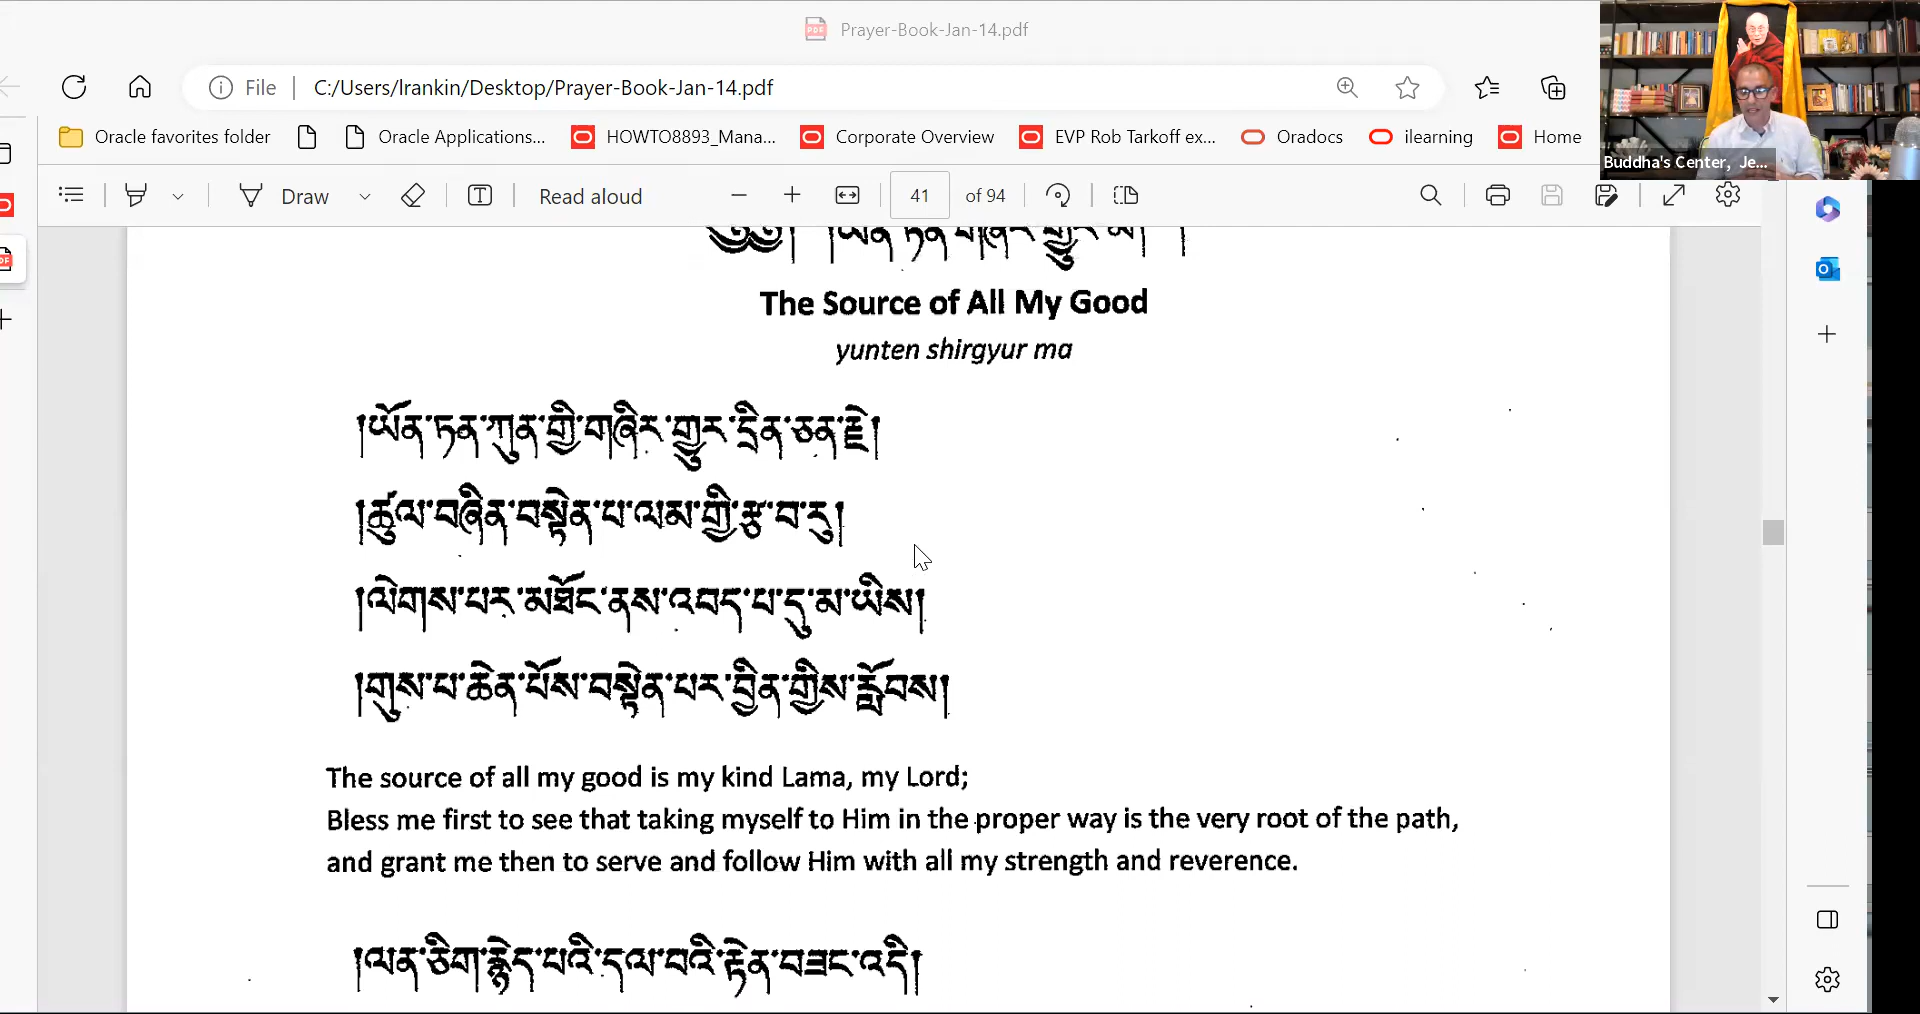 Prayer-Book-Jan-14.pdf
File C:/Users/lrankin/Desktop/Prayer-Book-Jan-14.pdf
Oracle favorites folder Oracle Applications... HOWTO8893_Mana... Corporate Overview EVP Rob Tarkoff ex... Oradocs ilearning Home
Buddha's Center, Je...
Draw Read aloud 41 of 94
The Source of All My Good
yunten shirgyur ma
།ཡོན་ཏན་ཀུན་གྱི་གཞིར་གྱུར་དྲིན་ཅན་རྗེ།
།ཚུལ་བཞིན་བསྟེན་པ་ལམ་གྱི་རྩ་བ་རུ།
།ལེགས་པར་མཐོང་ནས་འབད་པ་དུ་མ་ཡིས།
།གུས་པ་ཆེན་པོས་བསྟེན་པར་བྱིན་གྱིས་རློབས།
The source of all my good is my kind Lama, my Lord;
Bless me first to see that taking myself to Him in the proper way is the very root of the path,
and grant me then to serve and follow Him with all my strength and reverence.
།ལན་ཅིག་རྙེད་པའི་དལ་བའི་རྟེན་བཟང་འདི།